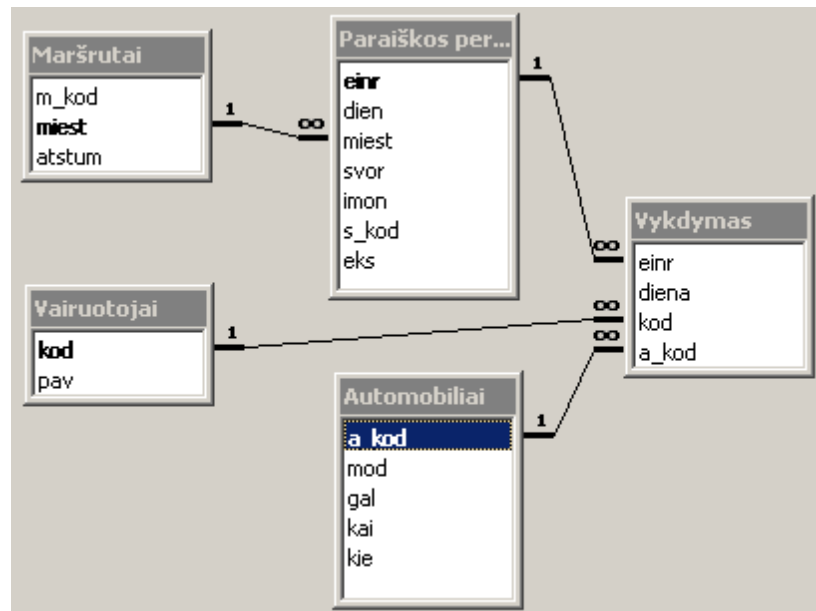 Maršrutai
m_kod
miest
atstum
1
∞
Paraiškos per...
einr
dien
miest
svor
imon
s_kod
eks
1
∞
Vykdymas
einr
diena
kod
a_kod
∞
∞
Vairuotojai
kod
pav
1
Automobiliai
a_kod
mod
gal
kai
kie
1